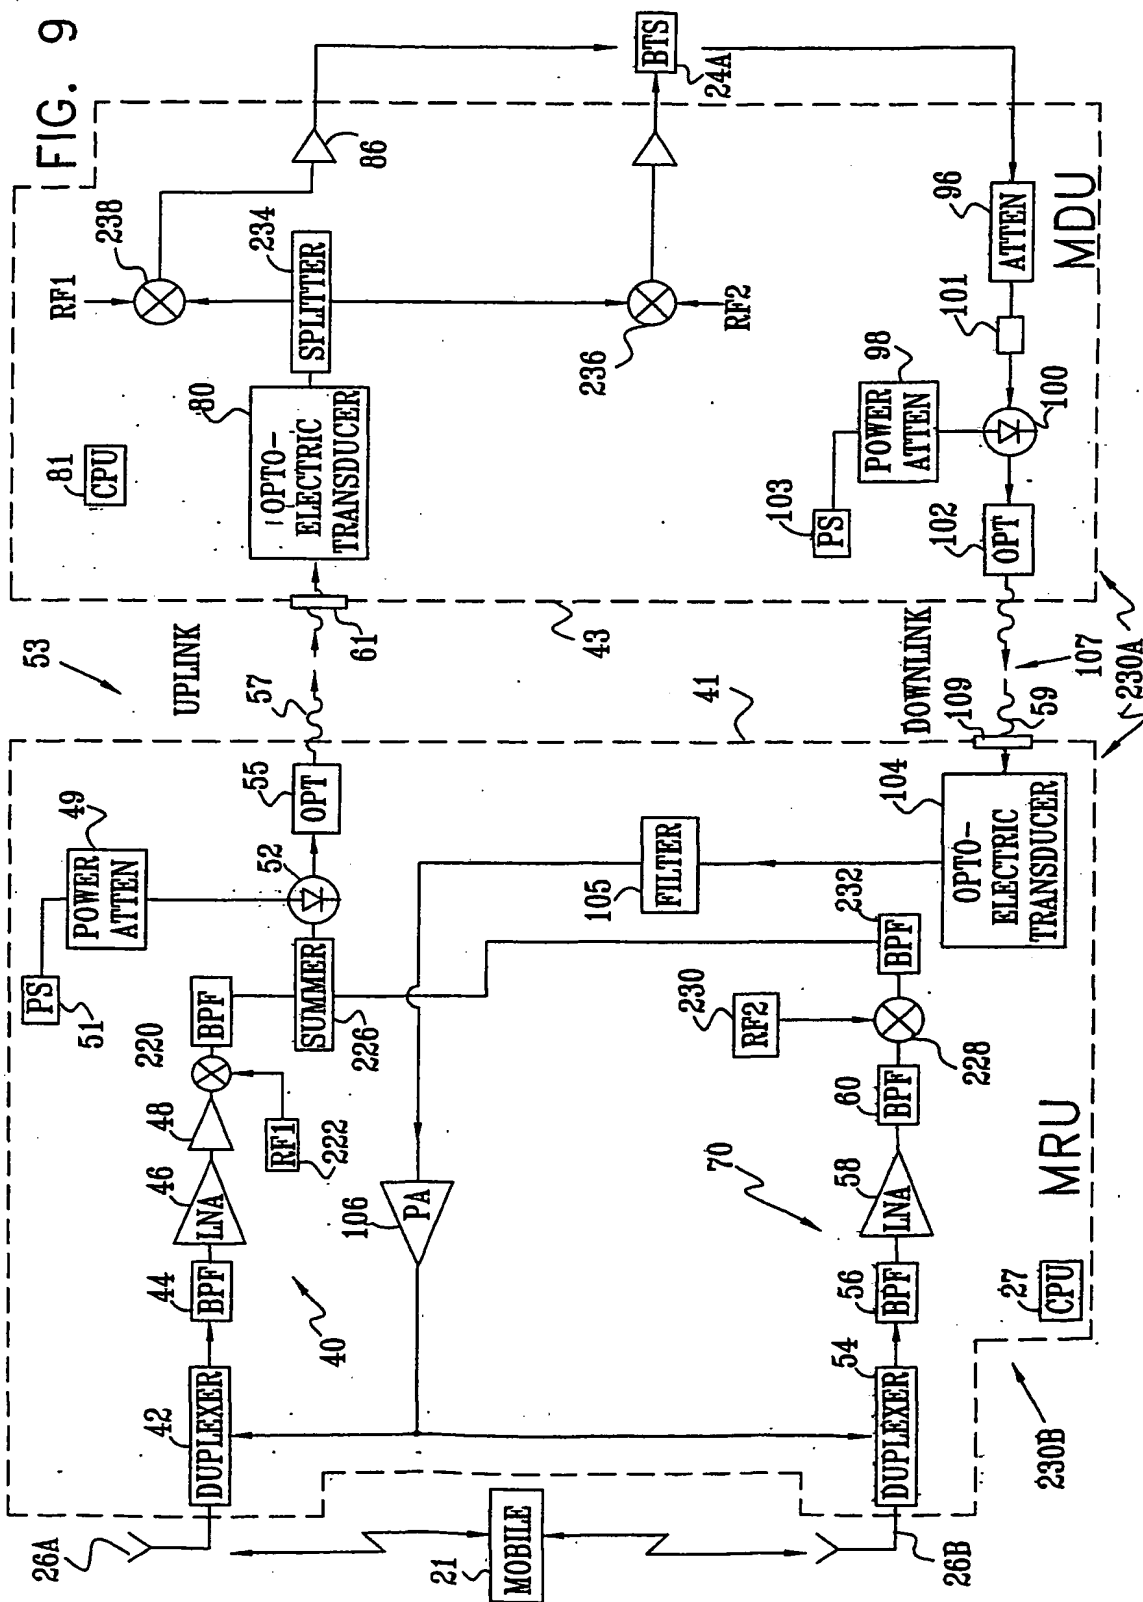 FIG. 9
53
UPLINK
DOWNLINK
MRU
MDU
26A
26B
MOBILE
21
DUPLEXER
42
BPF
44
LNA
46
48
40
220
RF1
222
BPF
SUMMER
226
PS
51
POWER
ATTEN
49
52
OPT
55
57
61
41
43
OPTO-
ELECTRIC
TRANSDUCER
80
CPU
81
SPLITTER
234
RF1
238
86
RF2
236
BTS
24A
ATTEN
96
101
100
POWER
ATTEN
98
PS
103
OPT
102
107
59
109
230A
OPTO-
ELECTRIC
TRANSDUCER
104
FILTER
105
PA
106
DUPLEXER
54
BPF
56
LNA
58
70
BPF
60
228
RF2
230
BPF
232
CPU
27
230B